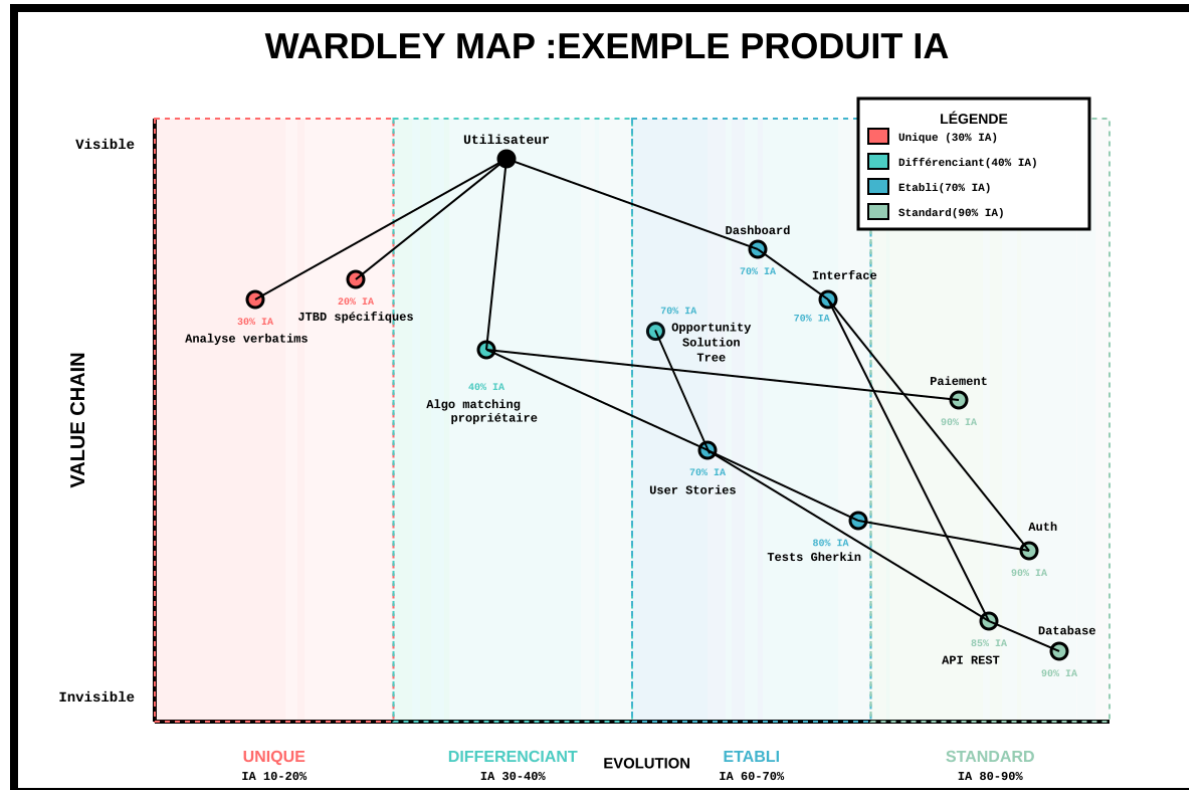 WARDLEY MAP :EXEMPLE PRODUIT IA
LÉGENDE
Unique (30% IA)
Différenciant(40% IA)
Etabli(70% IA)
Standard(90% IA)
Visible
Utilisateur
Dashboard
70% IA
Interface
70% IA
20% IA
JTBD spécifiques
30% IA
Analyse verbatims
70% IA
Opportunity
Solution
Tree
40% IA
Algo matching
propriétaire
Paiement
90% IA
VALUE CHAIN
70% IA
User Stories
80% IA
Tests Gherkin
Auth
90% IA
85% IA
API REST
Database
90% IA
Invisible
UNIQUE
IA 10-20%
DIFFERENCIANT
IA 30-40%
EVOLUTION
ETABLI
IA 60-70%
STANDARD
IA 80-90%